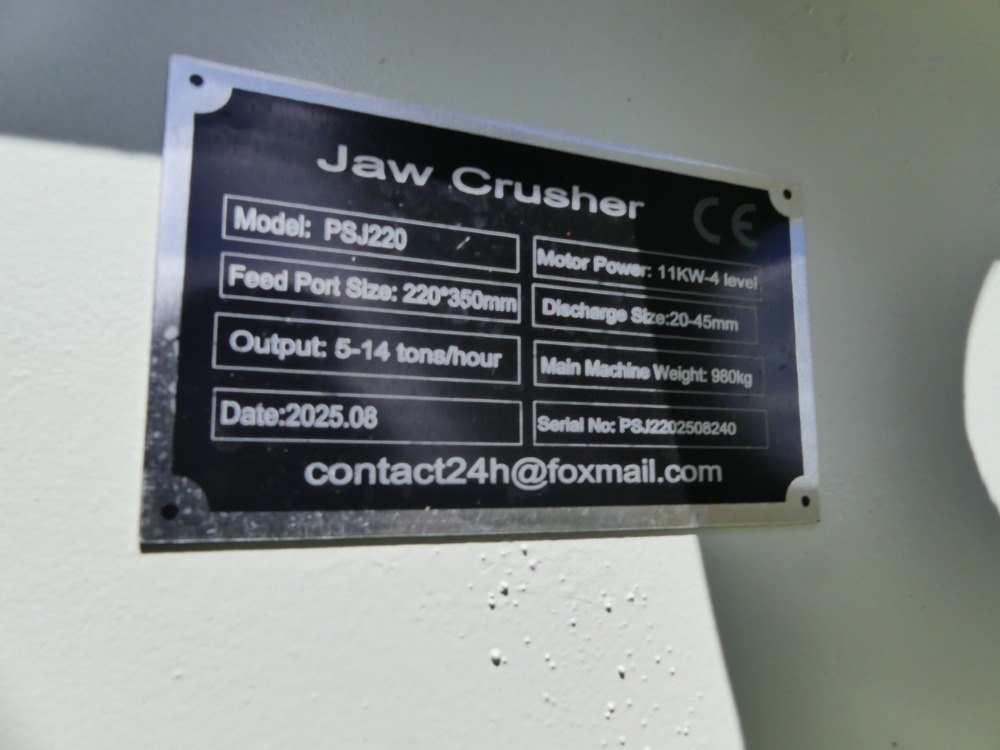 Jaw Crusher
CE
Model: PSJ220
Motor Power: 11KW-4 level
Feed Port Size: 220*350mm
Discharge Size:20-45mm
Output: 5-14 tons/hour
Main Machine Weight: 980kg
Date:2025.08
Serial No: PSJ2202508240
contact24h@foxmail.com